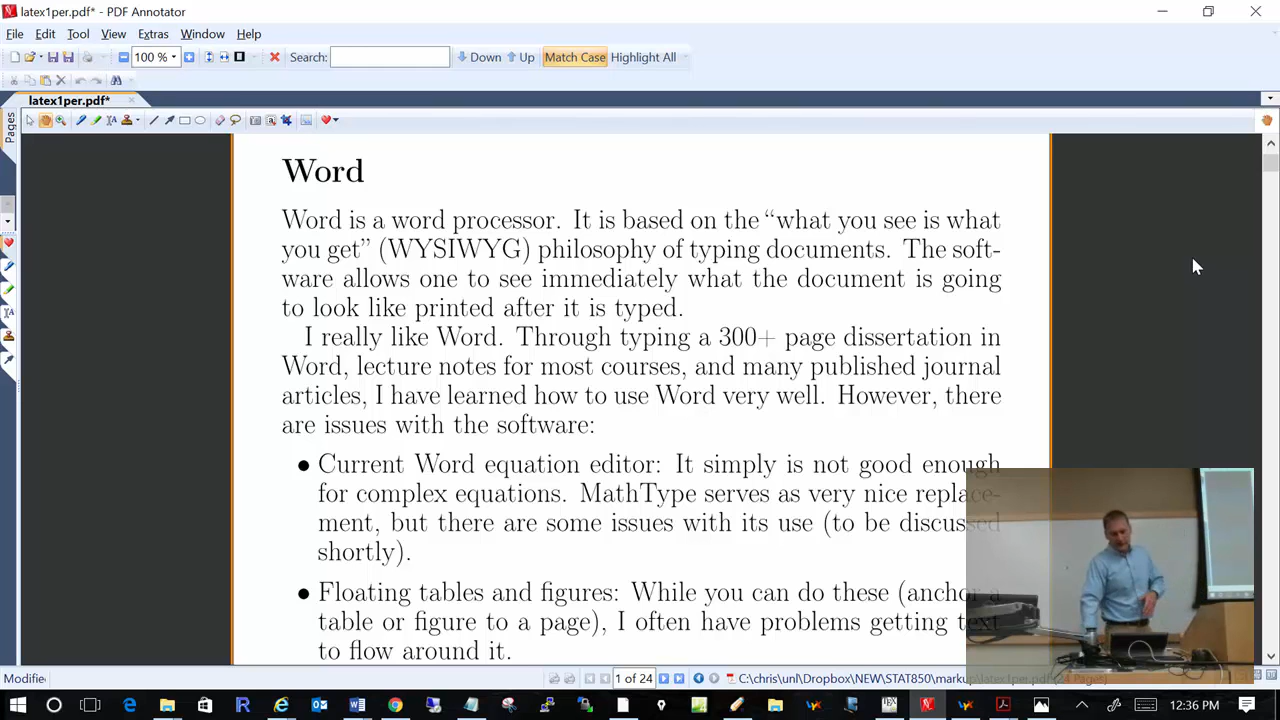 latex1per.pdf* - PDF Annotator
File Edit Tool View Extras Window Help
100 % Search: Down Up Match Case Highlight All
latex1per.pdf*
Pages
Word
Word is a word processor. It is based on the “what you see is what
you get” (WYSIWYG) philosophy of typing documents. The soft-
ware allows one to see immediately what the document is going
to look like printed after it is typed.
I really like Word. Through typing a 300+ page dissertation in
Word, lecture notes for most courses, and many published journal
articles, I have learned how to use Word very well. However, there
are issues with the software:
• Current Word equation editor: It simply is not good enough
for complex equations. MathType serves as very nice replace-
ment, but there are some issues with its use (to be discussed
shortly).
• Floating tables and figures: While you can do these (anchor a
table or figure to a page), I often have problems getting text
to flow around it.
Modifie 1 of 24 C:\chris\unl\Dropbox\NEW\STAT850\markup\latex1per.pdf (24 Pages)
12:36 PM